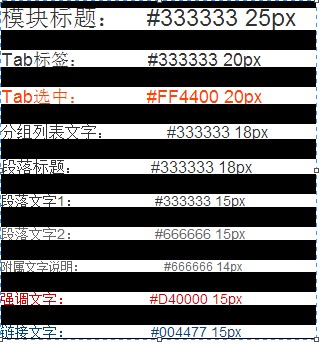 模块标题： #333333 25px
Tab标签： #333333 20px
Tab选中： #FF4400 20px
分组列表文字： #333333 18px
段落标题： #333333 18px
段落文字1： #333333 15px
段落文字2： #666666 15px
附属文字说明： #666666 14px
强调文字： #D40000 15px
链接文字： #004477 15px